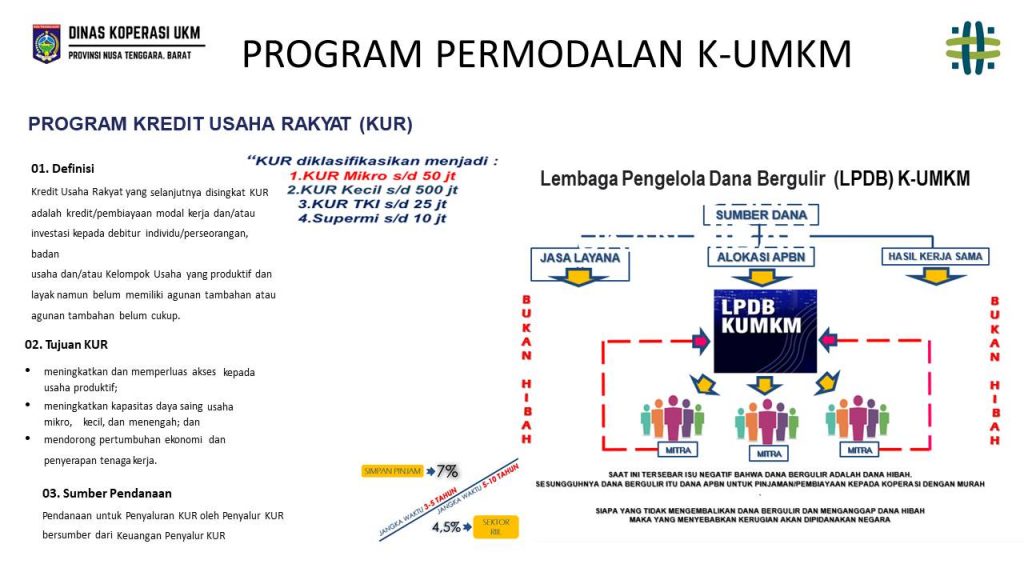 DINAS KOPERASI UKM
PROVINSI NUSA TENGGARA. BARAT
PROGRAM PERMODALAN K-UMKM
PROGRAM KREDIT USAHA RAKYAT (KUR)
01. Definisi
Kredit Usaha Rakyat yang selanjutnya disingkat KUR
adalah kredit/pembiayaan modal kerja dan/atau
investasi kepada debitur individu/perseorangan,
badan
usaha dan/atau Kelompok Usaha yang produktif dan
layak namun belum memiliki agunan tambahan atau
agunan tambahan belum cukup.
02. Tujuan KUR
• meningkatkan dan memperluas akses kepada
usaha produktif;
• meningkatkan kapasitas daya saing usaha
mikro, kecil, dan menengah; dan
• mendorong pertumbuhan ekonomi dan
penyerapan tenaga kerja.
03. Sumber Pendanaan
Pendanaan untuk Penyaluran KUR oleh Penyalur KUR
bersumber dari Keuangan Penyalur KUR
“KUR diklasifikasikan menjadi :
1.KUR Mikro s/d 50 jt
2.KUR Kecil s/d 500 jt
3.KUR TKI s/d 25 jt
4.Supermi s/d 10 jt
SIMPAN PINJAM 7%
JANGKA WAKTU 3-5 TAHUN
JANGKA WAKTU 5-10 TAHUN
4,5% SEKTOR
RIIL
Lembaga Pengelola Dana Bergulir (LPDB) K-UMKM
SUMBER DANA
JASA LAYANA
ALOKASI APBN
HASIL KERJA SAMA
BUKAN HIBAH
LPDB
KUMKM
BUKAN HIBAH
MITRA
MITRA
MITRA
SAAT INI TERSEBAR ISU NEGATIF BAHWA DANA BERGULIR ADALAH DANA HIBAH.
SESUNGGUHNYA DANA BERGULIR ITU DANA APBN UNTUK PINJAMAN/PEMBIAYAAN KEPADA KOPERASI DENGAN MURAH
.
SIAPA YANG TIDAK MENGEMBALIKAN DANA BERGULIR DAN MENGANGGAP DANA HIBAH
MAKA YANG MENYEBABKAN KERUGIAN AKAN DIPIDANAKAN NEGARA